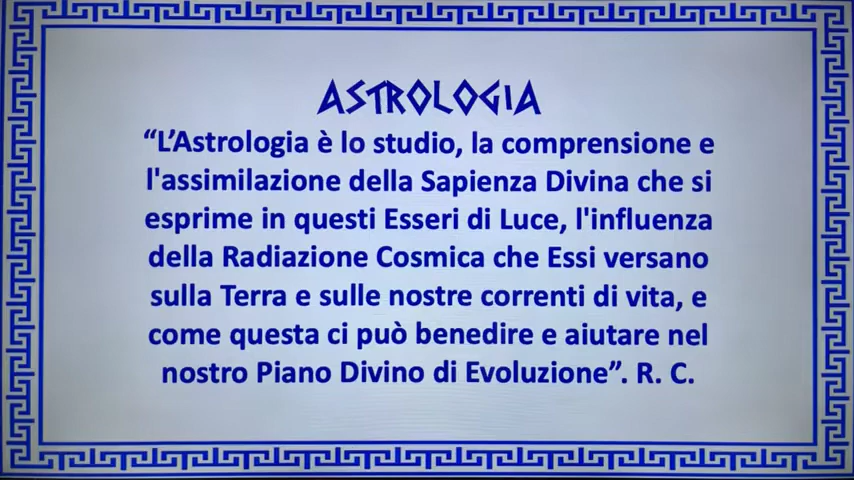 ASTROLOGIA
“L’Astrologia è lo studio, la comprensione e
l'assimilazione della Sapienza Divina che si
esprime in questi Esseri di Luce, l'influenza
della Radiazione Cosmica che Essi versano
sulla Terra e sulle nostre correnti di vita, e
come questa ci può benedire e aiutare nel
nostro Piano Divino di Evoluzione”. R. C.